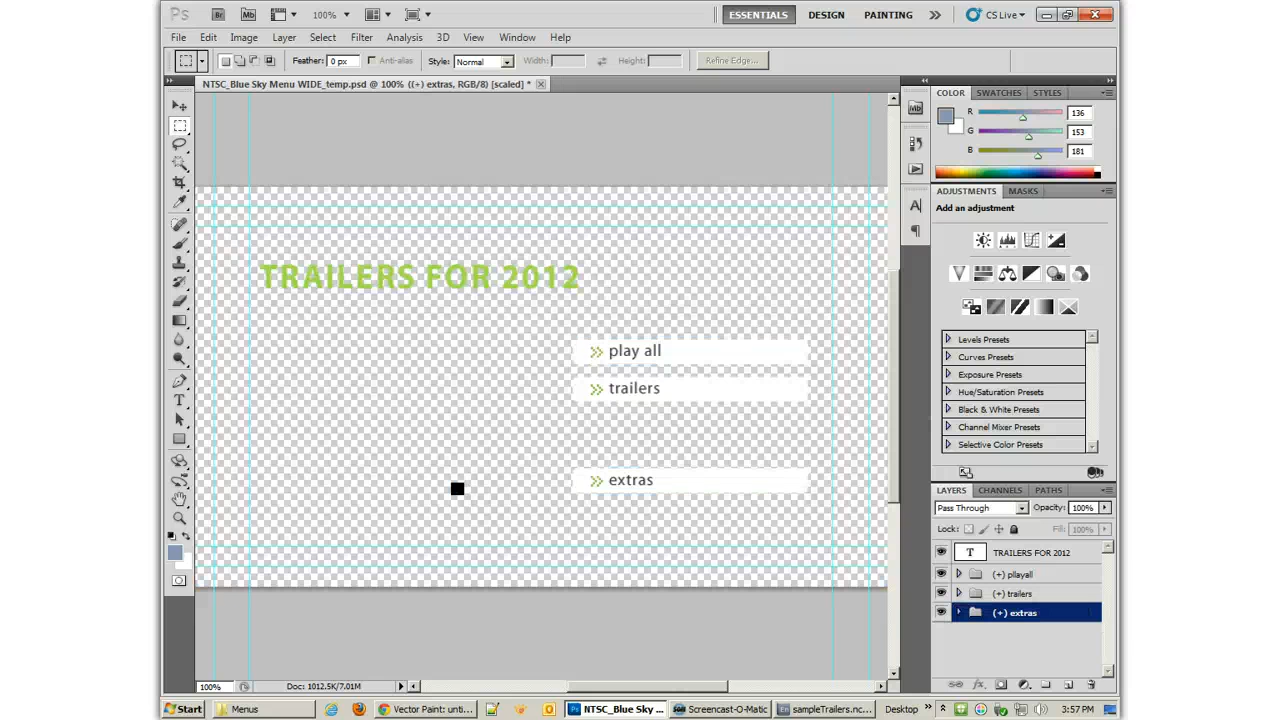 Ps Br Mb 100% ESSENTIALS DESIGN PAINTING CS Live
File Edit Image Layer Select Filter Analysis 3D View Window Help
Feather: 0 px Anti-alias Style: Normal Width: Height: Refine Edge...
NTSC_Blue Sky Menu WIDE_temp.psd @ 100% ((+) extras, RGB/8) [scaled] *
COLOR SWATCHES STYLES
R 136
G 153
B 181
ADJUSTMENTS MASKS
Add an adjustment
TRAILERS FOR 2012
play all
trailers
extras
Levels Presets
Curves Presets
Exposure Presets
Hue/Saturation Presets
Black & White Presets
Channel Mixer Presets
Selective Color Presets
LAYERS CHANNELS PATHS
Pass Through Opacity: 100%
Lock: Fill: 100%
T TRAILERS FOR 2012
(+) pllayall
(+) trailers
(+) extras
100% Doc: 1012.5K/7.01M
Start Menus Vector Paint: unti... NTSC_Blue Sky ... Screencast-O-Matic sampleTrailers.nc... Desktop 3:57 PM